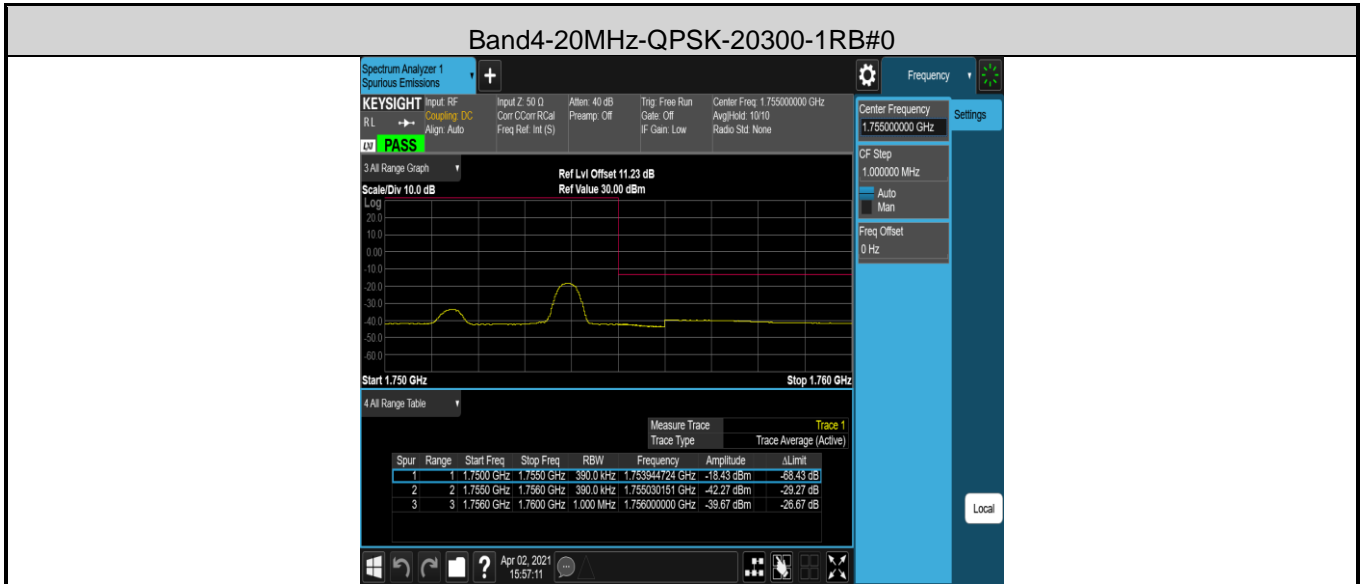 Band4-20MHz-QPSK-20300-1RB#0
Spectrum Analyzer 1
Spurious Emissions
+
Frequency
KEYSIGHT
RL
LXI
PASS
Input: RF
Coupling: DC
Align: Auto
Input Z: 50 Ω
Corr CCorr RCal
Freq Ref: Int (S)
Atten: 40 dB
Preamp: Off
Trig: Free Run
Gate: Off
IF Gain: Low
Center Freq: 1.755000000 GHz
Avg|Hold: 10/10
Radio Std: None
Center Frequency
1.755000000 GHz
Settings
CF Step
1.000000 MHz
Auto
Man
Freq Offset
0 Hz
Local
3 All Range Graph
Ref Lvl Offset 11.23 dB
Scale/Div 10.0 dB
Ref Value 30.00 dBm
Log
20.0
10.0
0.00
-10.0
-20.0
-30.0
-40.0
-50.0
-60.0
Start 1.750 GHz
Stop 1.760 GHz
4 All Range Table
Measure Trace Trace 1
Trace Type Trace Average (Active)
Spur Range Start Freq Stop Freq RBW Frequency Amplitude ΔLimit
1 1 1.7500 GHz 1.7550 GHz 390.0 kHz 1.753944724 GHz -18.43 dBm -68.43 dB
2 2 1.7550 GHz 1.7560 GHz 390.0 kHz 1.755030151 GHz -42.27 dBm -29.27 dB
3 3 1.7560 GHz 1.7600 GHz 1.000 MHz 1.756000000 GHz -39.67 dBm -26.67 dB
?
Apr 02, 2021
15:57:11